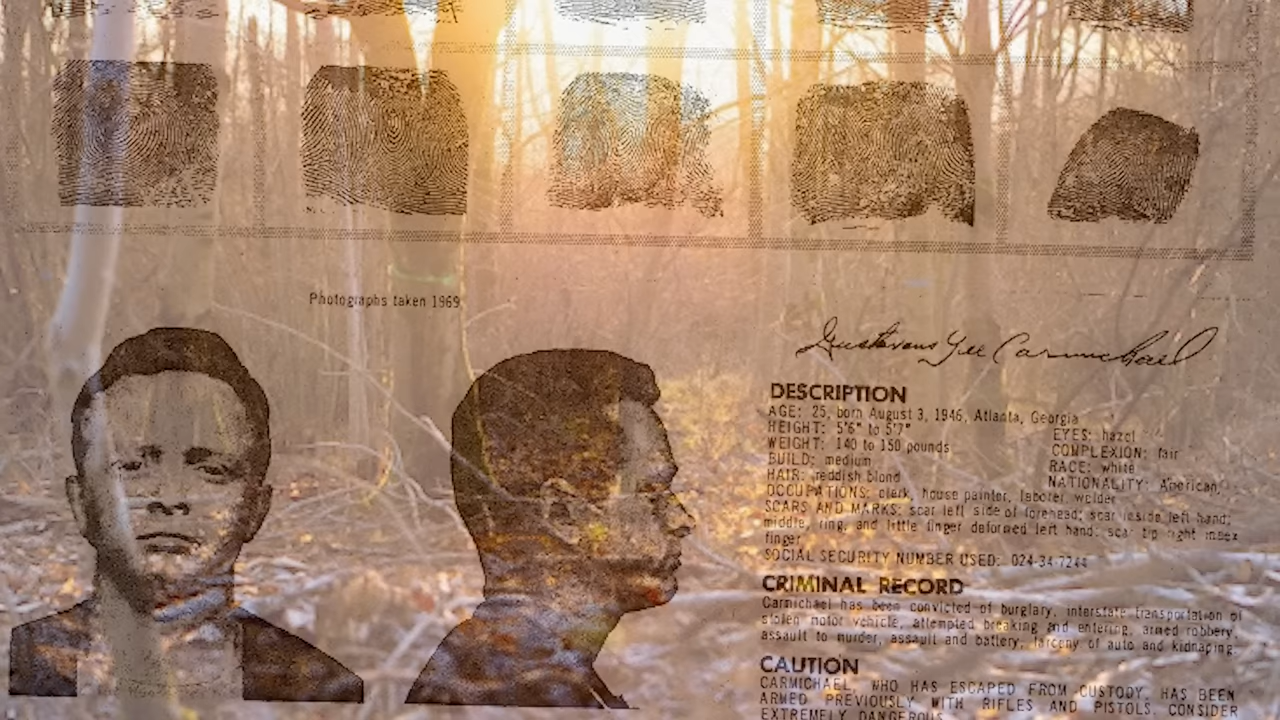 Photographs taken 1969
Gustavous Lee Carmichael
DESCRIPTION
AGE: 25, born August 3, 1946, Atlanta, Georgia
HEIGHT: 5'6" to 5'7"
EYES: hazel
WEIGHT: 140 to 150 pounds
COMPLEXION: fair
BUILD: medium
RACE: white
HAIR: reddish blond
NATIONALITY: American
OCCUPATIONS: clerk, house painter, laborer, welder
SCARS AND MARKS: scar left side of forehead; scar inside left hand;
middle, ring, and little finger deformed left hand; scar tip right index
finger
SOCIAL SECURITY NUMBER USED: 024-34-7244
CRIMINAL RECORD
Carmichael has been convicted of burglary, interstate transportation of
stolen motor vehicle, attempted breaking and entering, armed robbery,
assault to murder, assault and battery, larceny of auto and kidnaping.
CAUTION
CARMICHAEL, WHO HAS ESCAPED FROM CUSTODY, HAS BEEN
ARMED PREVIOUSLY WITH RIFLES AND PISTOLS. CONSIDER
EXTREMELY DANGEROUS.